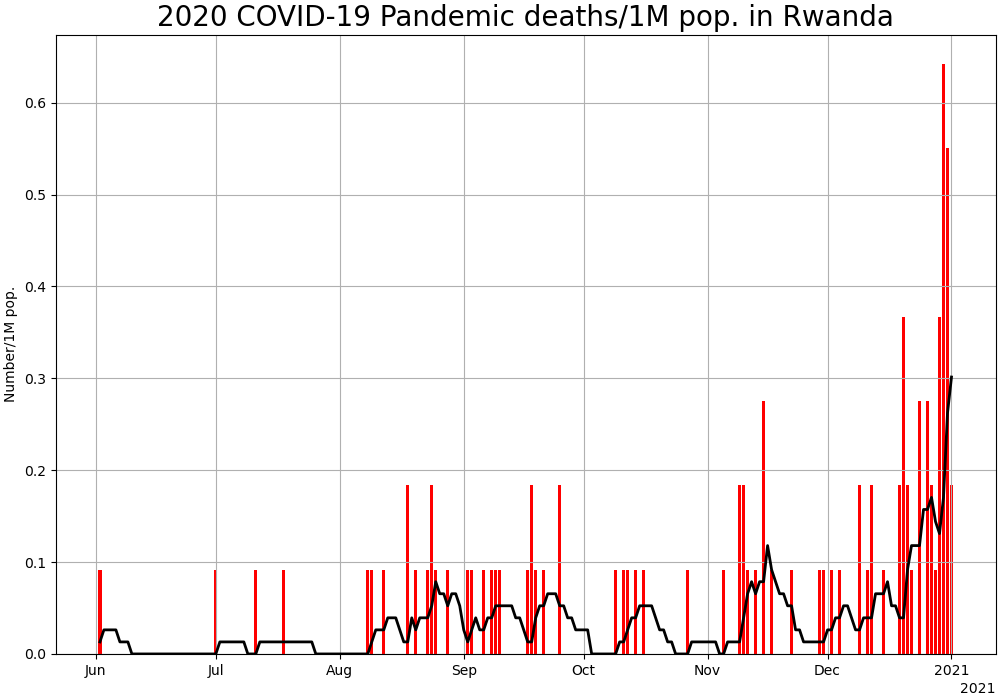 2020 COVID-19 Pandemic deaths/1M pop. in Rwanda
Number/1M pop.
0.6
0.5
0.4
0.3
0.2
0.1
0.0
Jun Jul Aug Sep Oct Nov Dec 2021
2021